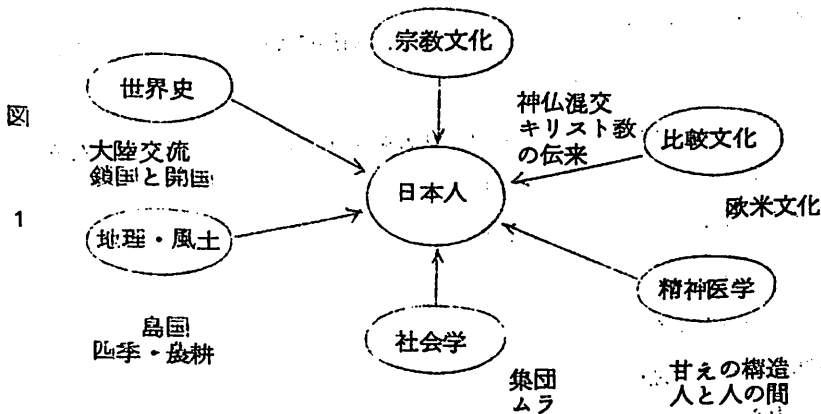 図
1
宗教文化
世界史
大陸交流
鎖国と開国
神仏混交
キリスト教
の伝来
比較文化
欧米文化
日本人
地理・風土
島国
四季・農耕
社会学
集団
ムラ
精神医学
甘えの構造
人と人の間